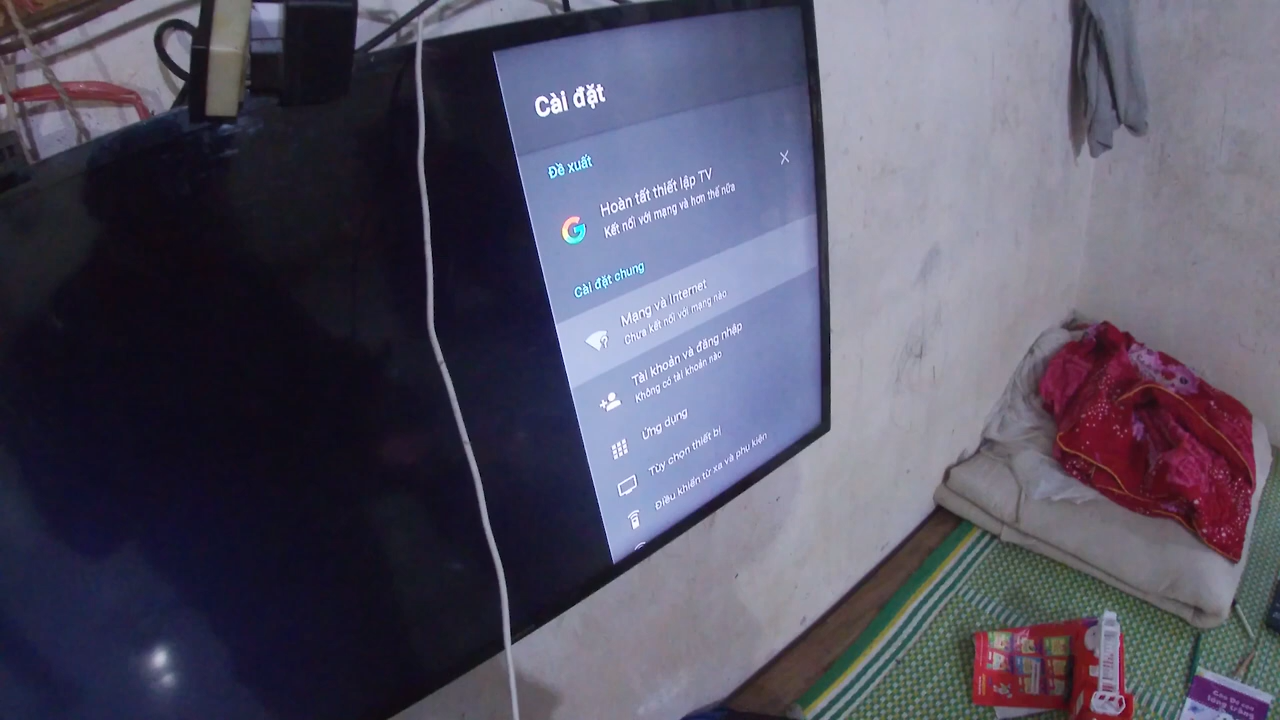 Cài đặt
Đề xuất
Hoàn tất thiết lập TV
Kết nối với mạng và hơn thế nữa
Cài đặt chung
Mạng và Internet
Chưa kết nối với mạng nào
Tài khoản và đăng nhập
Không có tài khoản nào
Ứng dụng
Tùy chọn thiết bị
Điều khiển từ xa và phụ kiện